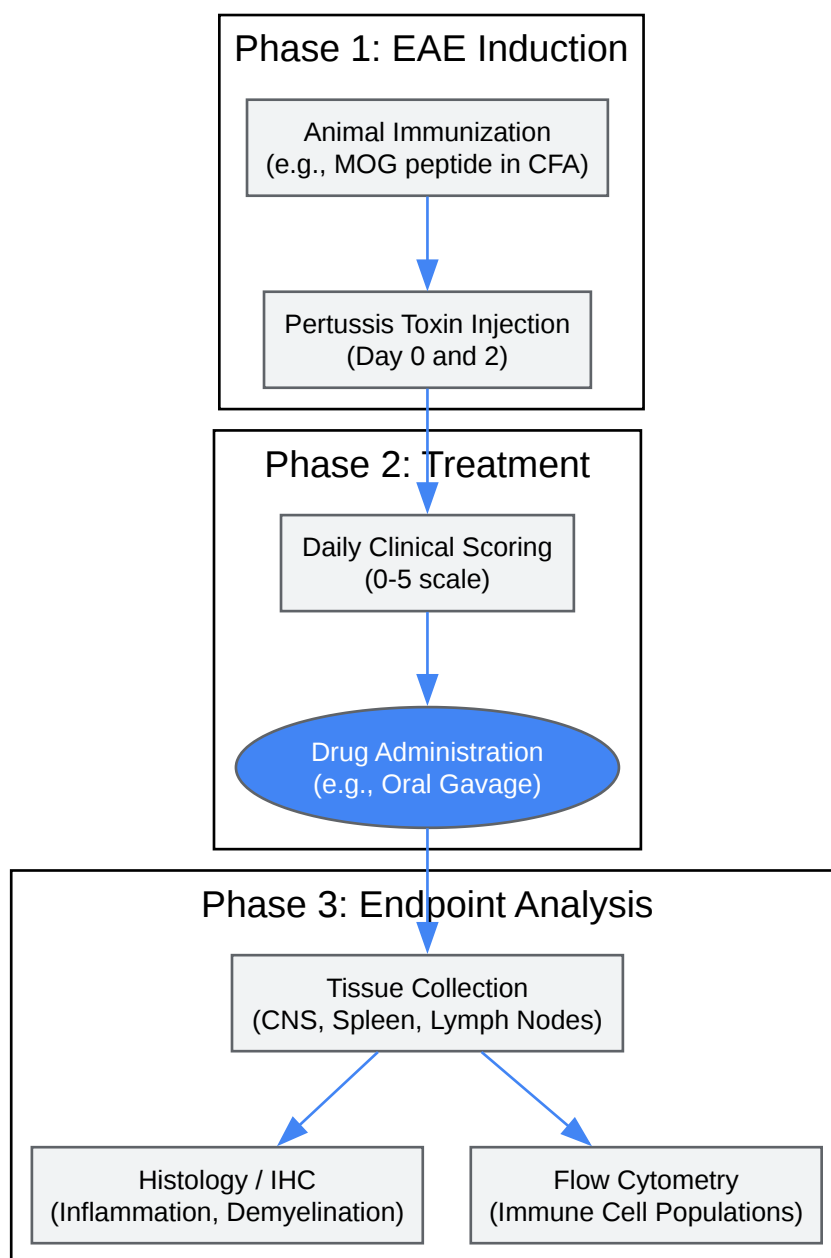 Phase 1: EAE Induction
Animal Immunization
(e.g., MOG peptide in CFA)
Pertussis Toxin Injection
(Day 0 and 2)
Phase 2: Treatment
Daily Clinical Scoring
(0-5 scale)
Drug Administration
(e.g., Oral Gavage)
Phase 3: Endpoint Analysis
Tissue Collection
(CNS, Spleen, Lymph Nodes)
Histology / IHC
(Inflammation, Demyelination)
Flow Cytometry
(Immune Cell Populations)